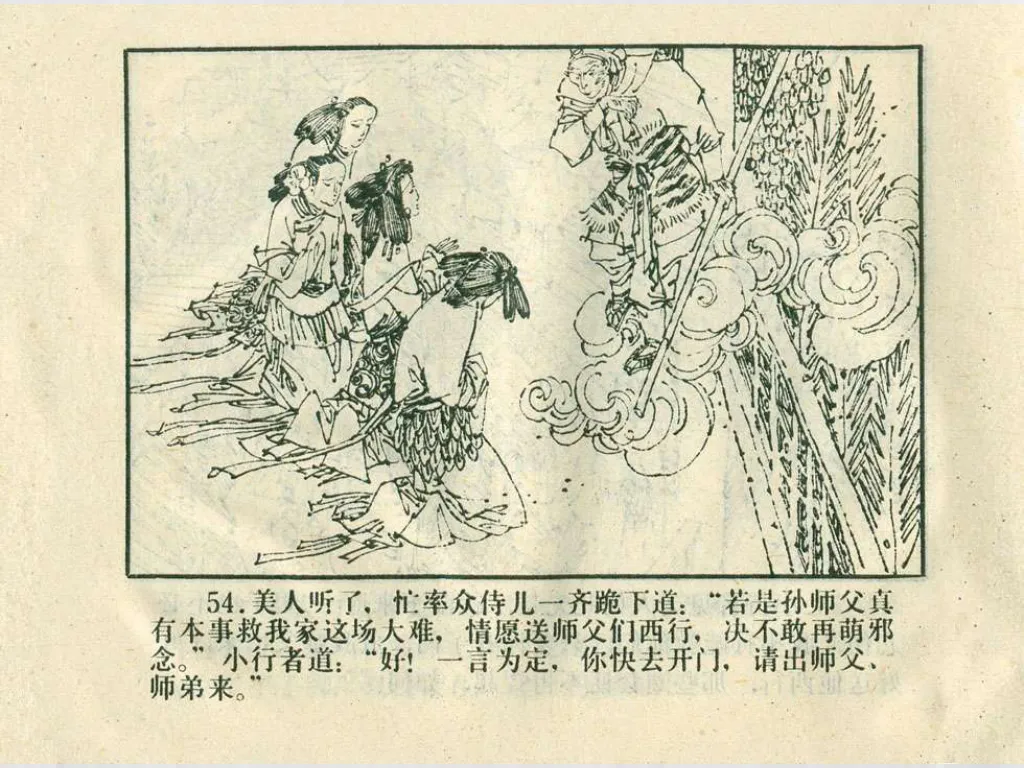 54.美人听了，忙率众侍儿一齐跪下道：“若是孙师父真
有本事救我家这场大难，情愿送师父们西行，决不敢再萌邪
念。”小行者道：“好！一言为定，你快去开门，请出师父、
师弟来。”